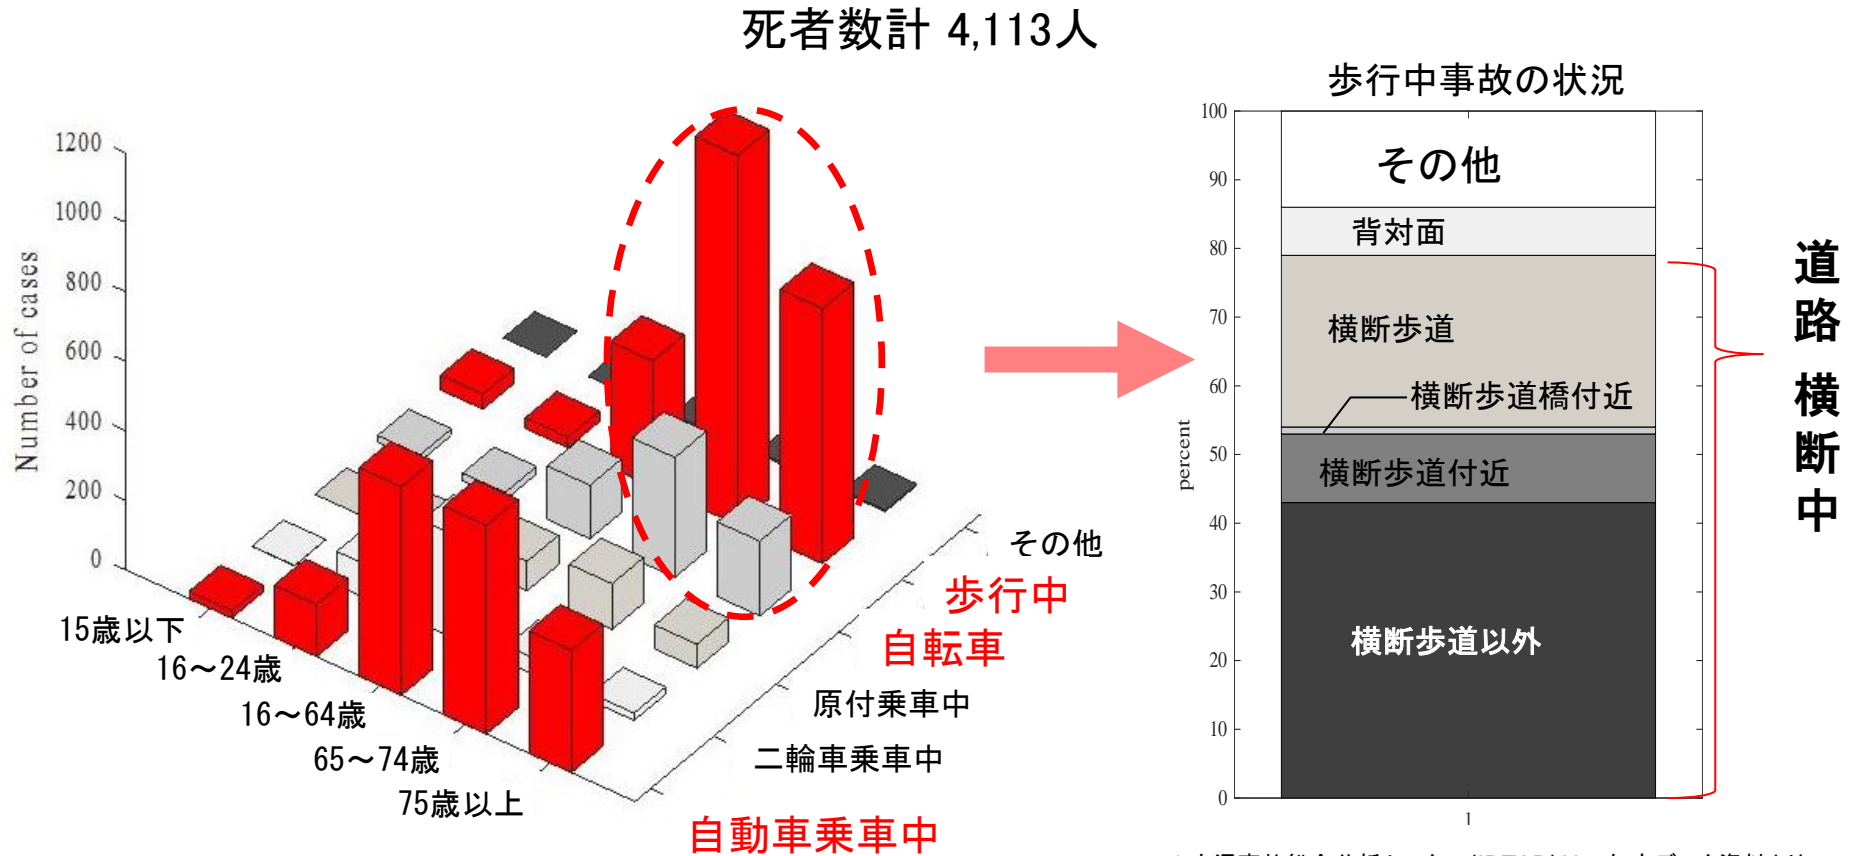 死者数計 4,113人
Number of cases
1200
1000
800
600
400
200
0
15歳以下
16～24歳
16～64歳
65～74歳
75歳以上
その他
歩行中
自転車
原付乗車中
二輪車乗車中
自動車乗車中
歩行中事故の状況
percent
100
90
80
70
60
50
40
30
20
10
0
1
その他
背対面
横断歩道
横断歩道橋付近
横断歩道付近
横断歩道以外
道路 横断中